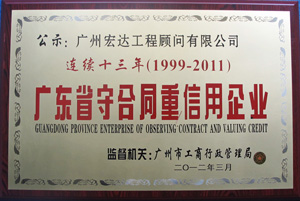 公示：广州宏达工程顾问有限公司
连续十三年(1999-2011)
广东省守合同重信用企业
GUANGDONG PROVINCE ENTERPRISE OF OBSERVING CONTRACT AND VALUING CREDIT
监督机关：广州市工商行政管理局
二〇一二年三月